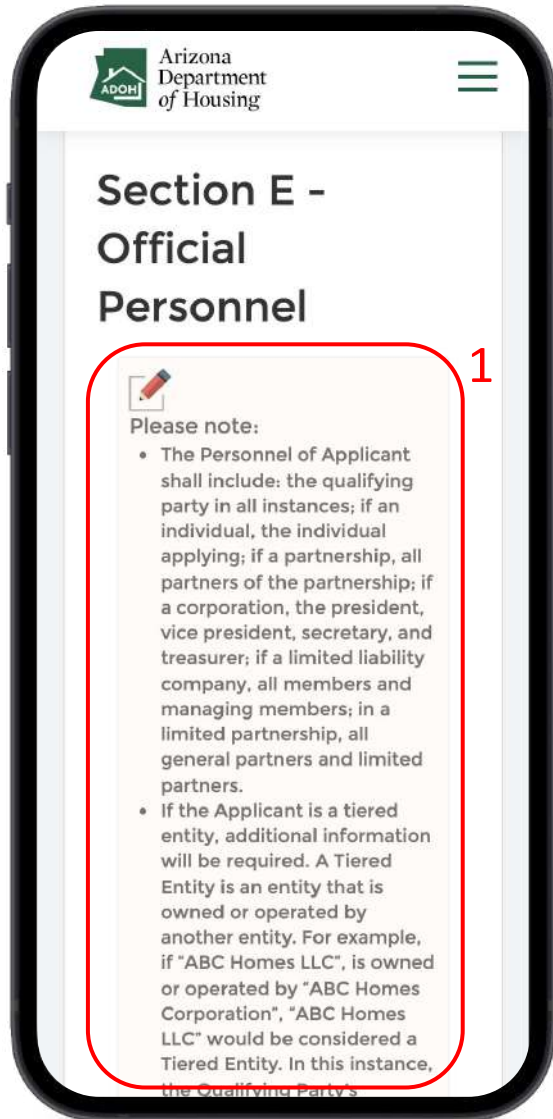 Arizona
Department
of Housing
ADOH
Section E -
Official
Personnel
1
Please note:
• The Personnel of Applicant
shall include: the qualifying
party in all instances; if an
individual, the individual
applying; if a partnership, all
partners of the partnership; if
a corporation, the president,
vice president, secretary, and
treasurer; if a limited liability
company, all members and
managing members; in a
limited partnership, all
general partners and limited
partners.
• If the Applicant is a tiered
entity, additional information
will be required. A Tiered
Entity is an entity that is
owned or operated by
another entity. For example,
if "ABC Homes LLC", is owned
or operated by "ABC Homes
Corporation", "ABC Homes
LLC" would be considered a
Tiered Entity. In this instance,
the Qualifying Party's